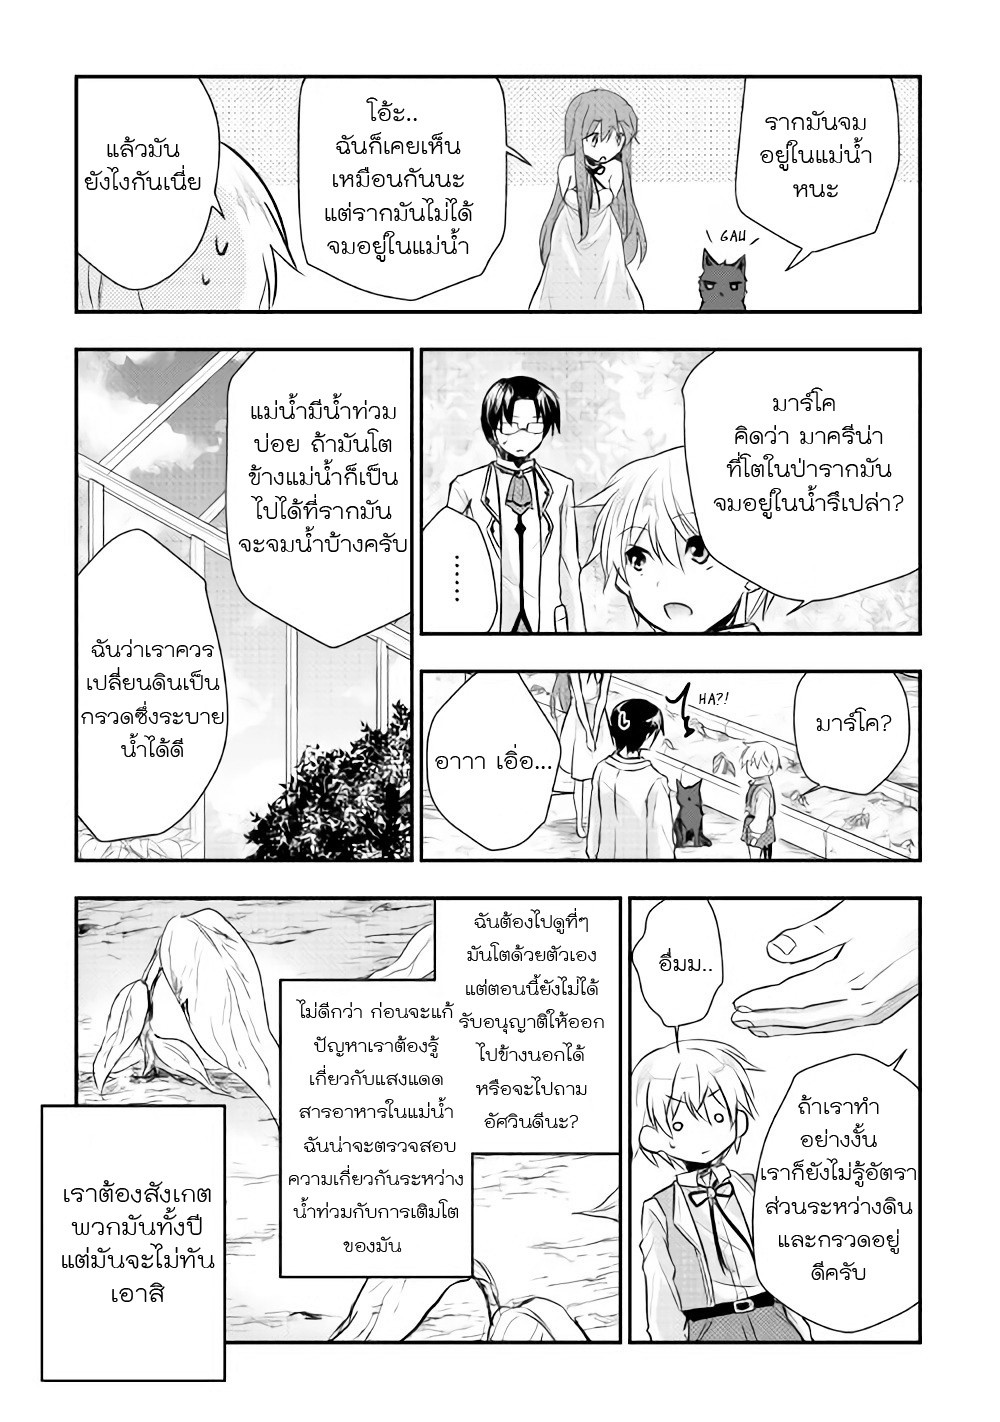 รากมันจม
อยู่ในแม่น้ำ
หนะ
GAU
โอ้ะ..
ฉันก็เคยเห็น
เหมือนกันนะ
แต่รากมันไม่ได้
จมอยู่ในแม่น้ำ
แล้วมัน
ยังไงกันเนี่ย
มาร์โค
คิดว่า มาครีน่า
ที่โตในป่ารากมัน
จมอยู่ในน้ำรึเปล่า?
......
มาร์โค?
HA?!
อาาา เอิ่อ...
แม่น้ำมีน้ำท่วม
บ่อย ถ้ามันโต
ข้างแม่น้ำก็เป็น
ไปได้ที่รากมัน
จะจมน้ำบ้างครับ
ฉันว่าเราควร
เปลี่ยนดินเป็น
กรวดซึ่งระบาย
น้ำได้ดี
อื่มม..
ถ้าเราทำ
อย่างงั้น
เราก็ยังไม่รู้อัตรา
ส่วนระหว่างดิน
และกรวดอยู่
ดีครับ
ฉันต้องไปดูที่ๆ
มันโตด้วยตัวเอง
แต่ตอนนี้ยังไม่ได้
รับอนุญาติให้ออก
ไปข้างนอกได้
หรือจะไปถาม
อัศวินดีนะ?
ไม่ดีกว่า ก่อนจะแก้
ปัญหาเราต้องรู้
เกี่ยวกับแสงแดด
สารอาหารในแม่น้ำ
ฉันน่าจะตรวจสอบ
ความเกี่ยวกันระหว่าง
น้ำท่วมกับการเติมโต
ของมัน
เราต้องสังเกต
พวกมันทั้งปี
แต่มันจะไม่ทัน
เอาสิ